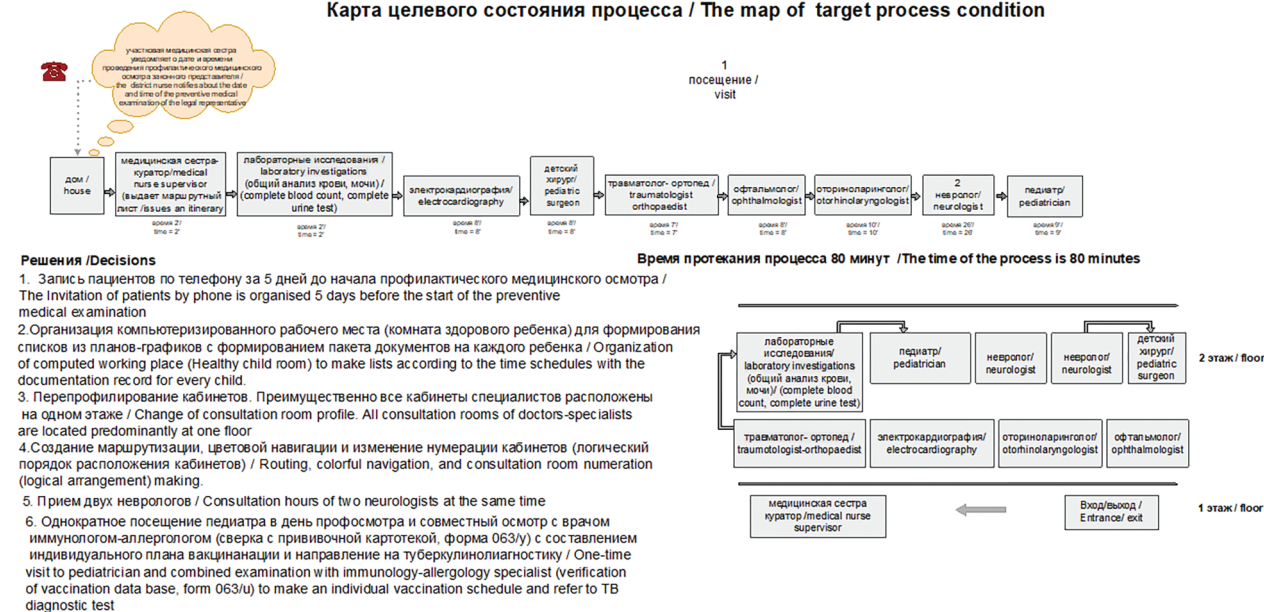 Карта целевого состояния процесса / The map of target process condition
участковая медицинская сестра
уведомляет о дате и времени
проведения профилактического медицинского
осмотра законного представителя /
the district nurse notifies about the date
and time of the preventive medical
examination of the legal representative
1
посещение /
visit
дом /
house
медицинская сестра-
куратор/medical
nurse supervisor
(выдает маршрутный
лист /issues an itinerary
время 2'/
time = 2'
лабораторные исследования /
laboratory investigations
(общий анализ крови, мочи) /
(complete blood count, complete
urine test)
время 2'/
time = 2'
электрокардиография/
electrocardiography
время 8'/
time = 8'
детский
хирург/
pediatric
surgeon
время 8'/
time = 8'
травматолог- ортопед /
traumatologist
orthopaedist
время 7'/
time = 7'
офтальмолог/
ophthalmologist
время 8'/
time = 8'
оториноларинголог/
otorhinolaryngologist
время 10'/
time = 10'
2
невролог/
neurologist
время 26'/
time = 26'
педиатр/
pediatrician
время 9'/
time = 9'
Решения /Decisions
1. Запись пациентов по телефону за 5 дней до начала профилактического медицинского осмотра /
The Invitation of patients by phone is organised 5 days before the start of the preventive
medical examination
2.Организация компьютеризированного рабочего места (комната здорового ребенка) для формирования
списков из планов-графиков с формированием пакета документов на каждого ребенка / Organization
of computed working place (Healthy child room) to make lists according to the time schedules with the
documentation record for every child.
3. Перепрофилирование кабинетов. Преимущественно все кабинеты специалистов расположены
на одном этаже / Change of consultation room profile. All consultation rooms of doctors-specialists
are located predominantly at one floor
4.Создание маршрутизации, цветовой навигации и изменение нумерации кабинетов (логический
порядок расположения кабинетов) / Routing, colorful navigation, and consultation room numeration
(logical arrangement) making.
5. Прием двух неврологов / Consultation hours of two neurologists at the same time
6. Однократное посещение педиатра в день профосмотра и совместный осмотр с врачом
иммунологом-аллергологом (сверка с прививочной картотекой, форма 063/у) с составлением
индивидуального плана вакцинанации и направление на туберкулинолиагностику / One-time
visit to pediatrician and combined examination with immunology-allergology specialist (verification
of vaccination data base, form 063/u) to make an individual vaccination schedule and refer to TB
diagnostic test
Время протекания процесса 80 минут /The time of the process is 80 minutes
лабораторные
исследования/
laboratory investigations
(общий анализ крови,
мочи)/ (complete blood
count, complete urine test)
педиатр/
pediatrician
невролог/
neurologist
невролог/
neurologist
детский
хирург/
pediatric
surgeon
2 этаж / floor
травматолог- ортопед /
traumotologist-orthopaedist
электрокардиография/
electrocardiography
оториноларинголог/
otorhinolaryngologist
офтальмолог/
ophthalmologist
медицинская сестра
куратор /medical nurse
supervisor
Вход/выход /
Entrance/ exit
1 этаж / floor